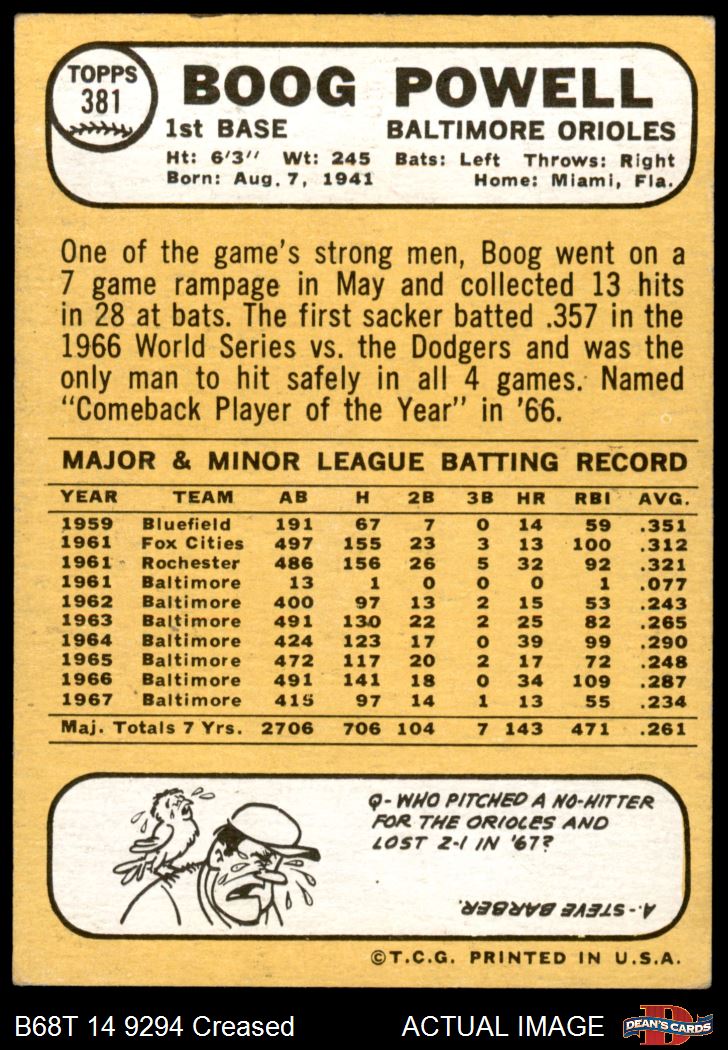 TOPPS
381
BOOG POWELL
1st BASE BALTIMORE ORIOLES
Ht: 6'3" Wt: 245 Bats: Left Throws: Right
Born: Aug. 7, 1941 Home: Miami, Fla.
One of the game's strong men, Boog went on a
7 game rampage in May and collected 13 hits
in 28 at bats. The first sacker batted .357 in the
1966 World Series vs. the Dodgers and was the
only man to hit safely in all 4 games. Named
"Comeback Player of the Year" in '66.
MAJOR & MINOR LEAGUE BATTING RECORD
YEAR TEAM AB H 2B 3B HR RBI AVG.
1959 Bluefield 191 67 7 0 14 59 .351
1961 Fox Cities 497 155 23 3 13 100 .312
1961 Rochester 486 156 26 5 32 92 .321
1961 Baltimore 13 1 0 0 0 1 .077
1962 Baltimore 400 97 13 2 15 53 .243
1963 Baltimore 491 130 22 2 25 82 .265
1964 Baltimore 424 123 17 0 39 99 .290
1965 Baltimore 472 117 20 2 17 72 .248
1966 Baltimore 491 141 18 0 34 109 .287
1967 Baltimore 415 97 14 1 13 55 .234
Maj. Totals 7 Yrs. 2706 706 104 7 143 471 .261
Q- WHO PITCHED A NO-HITTER
FOR THE ORIOLES AND
LOST 2-1 IN '67?
A.- STEVE BARBER.
©T.C.G. PRINTED IN U.S.A.
B68T 14 9294 Creased ACTUAL IMAGE
DEAN'S CARDS